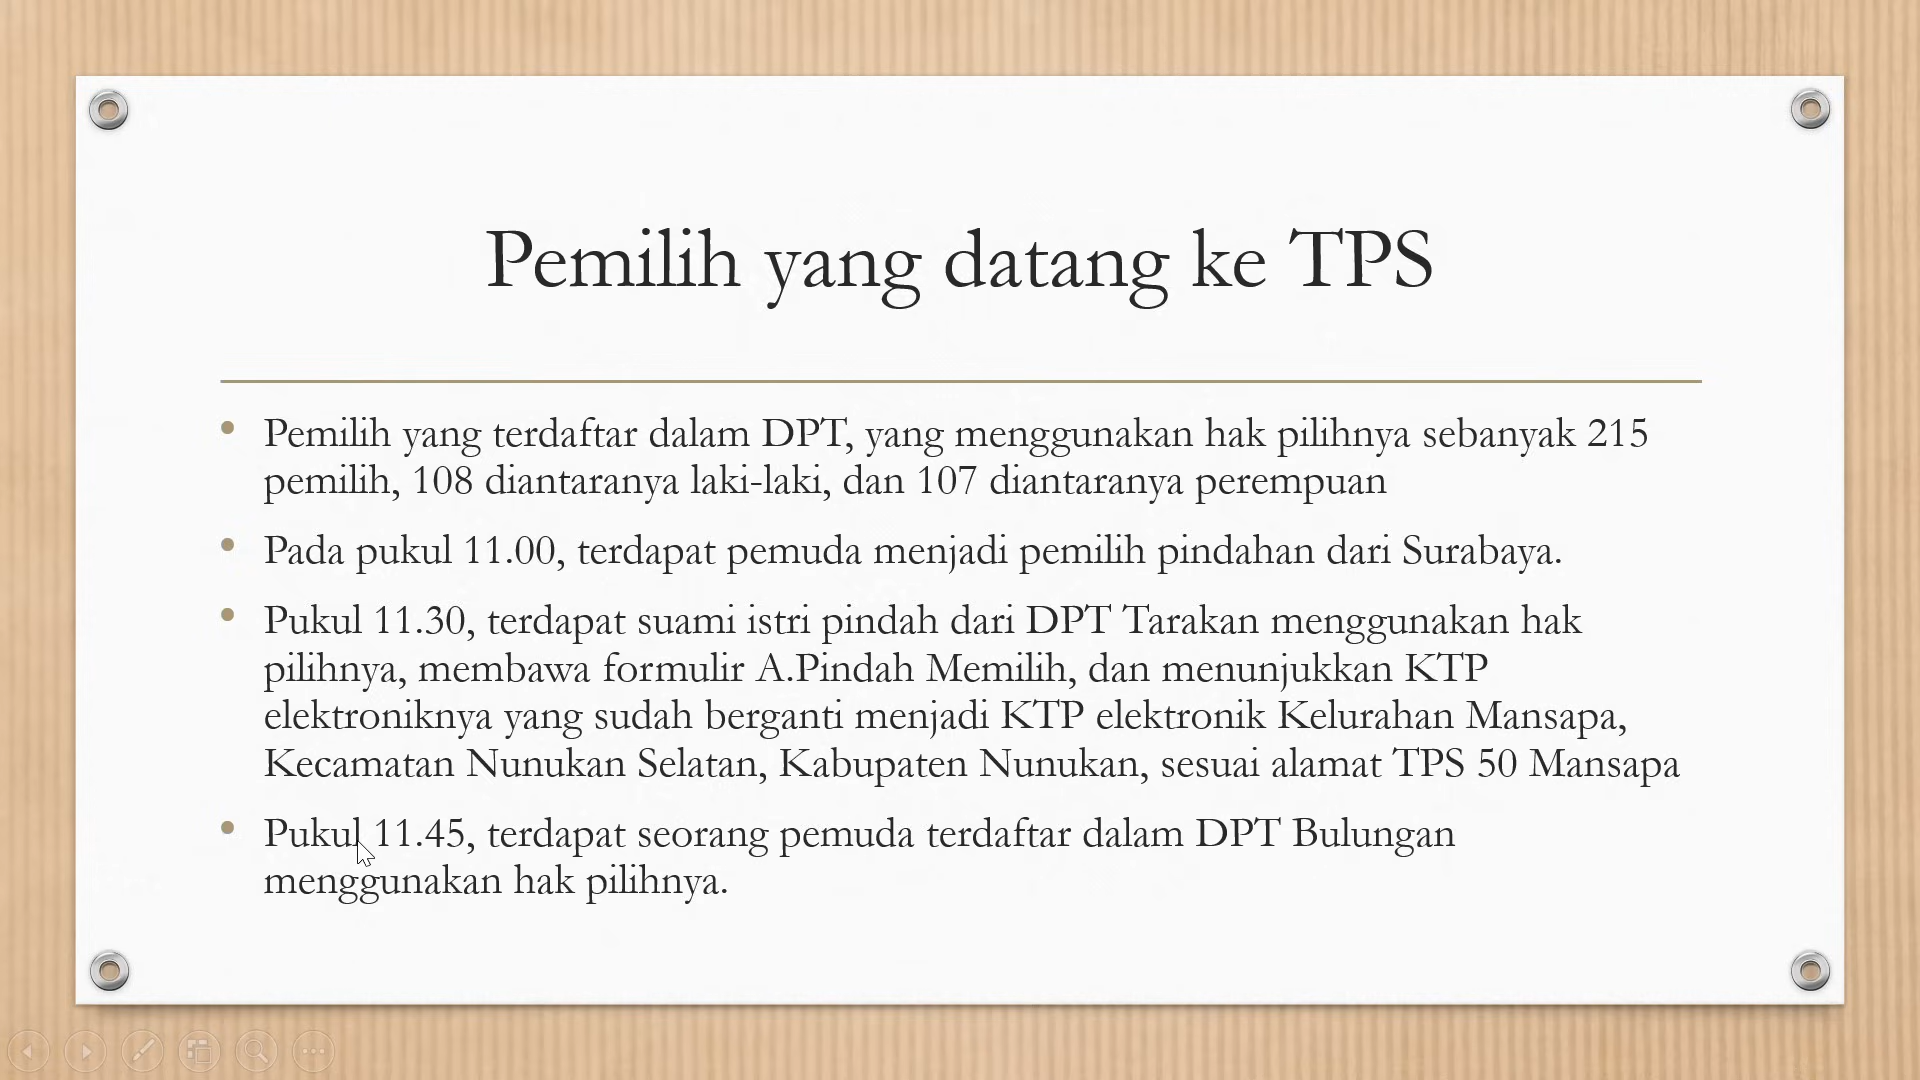 Pemilih yang datang ke TPS
• Pemilih yang terdaftar dalam DPT, yang menggunakan hak pilihnya sebanyak 215
pemilih, 108 diantaranya laki-laki, dan 107 diantaranya perempuan
• Pada pukul 11.00, terdapat pemuda menjadi pemilih pindahan dari Surabaya.
• Pukul 11.30, terdapat suami istri pindah dari DPT Tarakan menggunakan hak
pilihnya, membawa formulir A.Pindah Memilih, dan menunjukkan KTP
elektroniknya yang sudah berganti menjadi KTP elektronik Kelurahan Mansapa,
Kecamatan Nunukan Selatan, Kabupaten Nunukan, sesuai alamat TPS 50 Mansapa
• Pukul 11.45, terdapat seorang pemuda terdaftar dalam DPT Bulungan
menggunakan hak pilihnya.